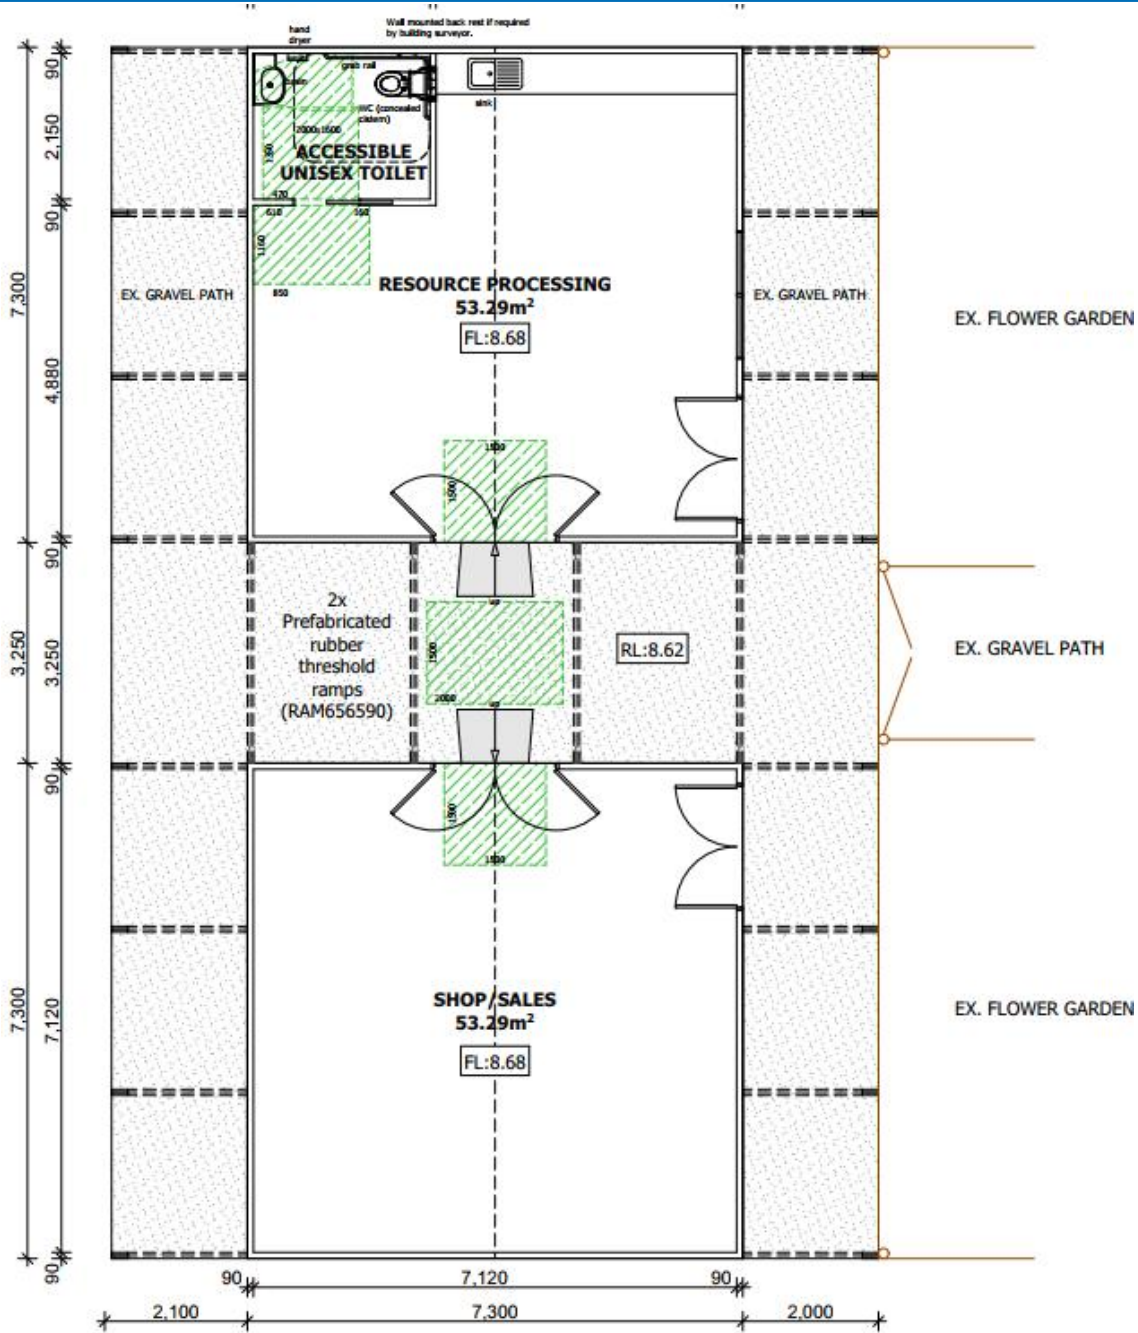 hand
dryer
Wall mounted back rest if required
by building surveyor.
grab rail
basin
WC (concealed
cistern)
sink
2000x1600
1350
ACCESSIBLE
UNISEX TOILET
470
610
360
1160
850
RESOURCE PROCESSING
53.29m²
FL:8.68
EX. GRAVEL PATH
EX. GRAVEL PATH
EX. FLOWER GARDEN
1500
1500
2x
Prefabricated
rubber
threshold
ramps
(RAM656590)
1500
2000
RL:8.62
EX. GRAVEL PATH
1500
1500
SHOP/SALES
53.29m²
FL:8.68
EX. FLOWER GARDEN
90
2,150
90
7,300
4,880
90
3,250
3,250
90
7,300
7,120
90
90
7,120
90
2,100
7,300
2,000